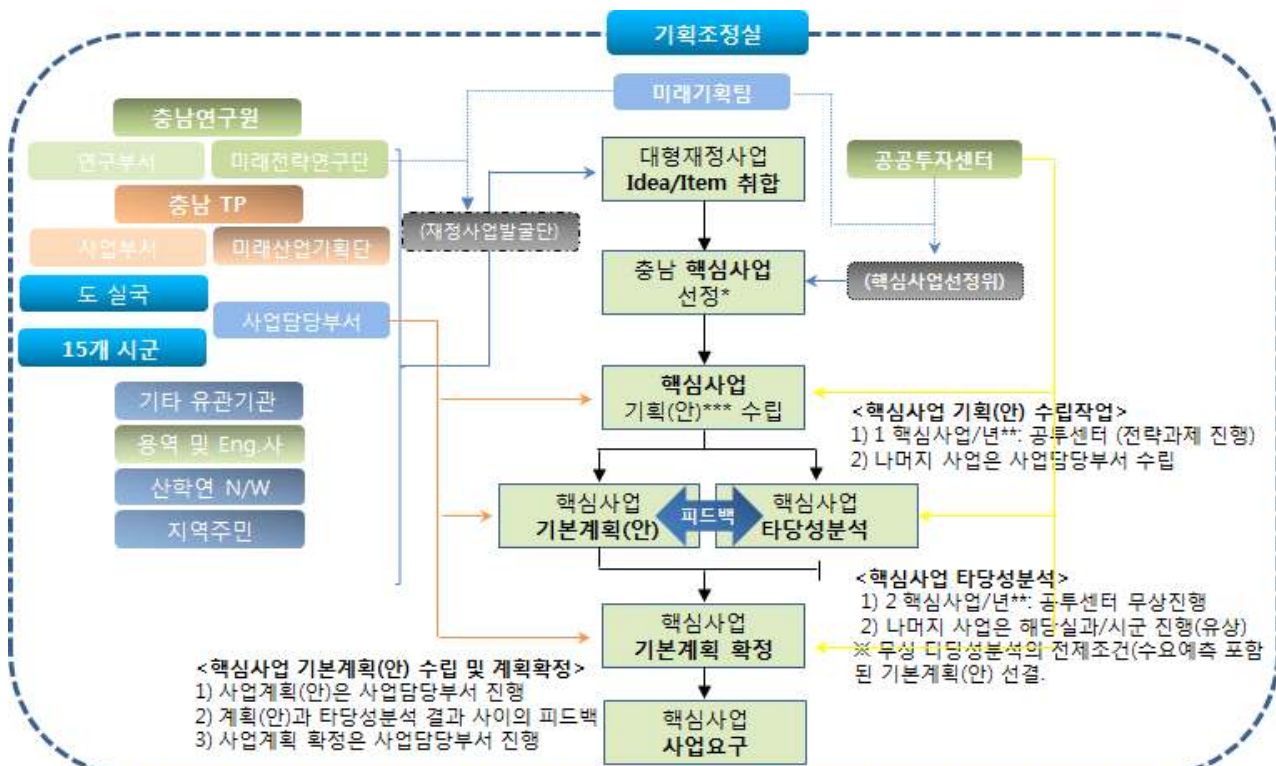 기획조정실
미래기획팀
충남연구원
연구부서
미래전략연구단
충남 TP
사업부서
미래산업기획단
도 실국
사업담당부서
15개 시군
기타 유관기관
용역 및 Eng.사
산학연 N/W
지역주민
(재정사업발굴단)
대형재정사업
Idea/Item 취합
공공투자센터
충남 핵심사업
선정*
(핵심사업선정위)
핵심사업
기획(안)*** 수립
<핵심사업 기획(안) 수립작업>
1) 1 핵심사업/년**: 공투센터 (전략과제 진행)
2) 나머지 사업은 사업담당부서 수립
핵심사업
기본계획(안)
피드백
핵심사업
타당성분석
<핵심사업 타당성분석>
1) 2 핵심사업/년**: 공투센터 무상진행
2) 나머지 사업은 해당실과/시군 진행(유상)
※ 무상 타당성분석의 전제조건(수요예측 포함
된 기본계획(안) 선결.
핵심사업
기본계획 확정
<핵심사업 기본계획(안) 수립 및 계획확정>
1) 사업계획(안)은 사업담당부서 진행
2) 계획(안)과 타당성분석 결과 사이의 피드백
3) 사업계획 확정은 사업담당부서 진행
핵심사업
사업요구